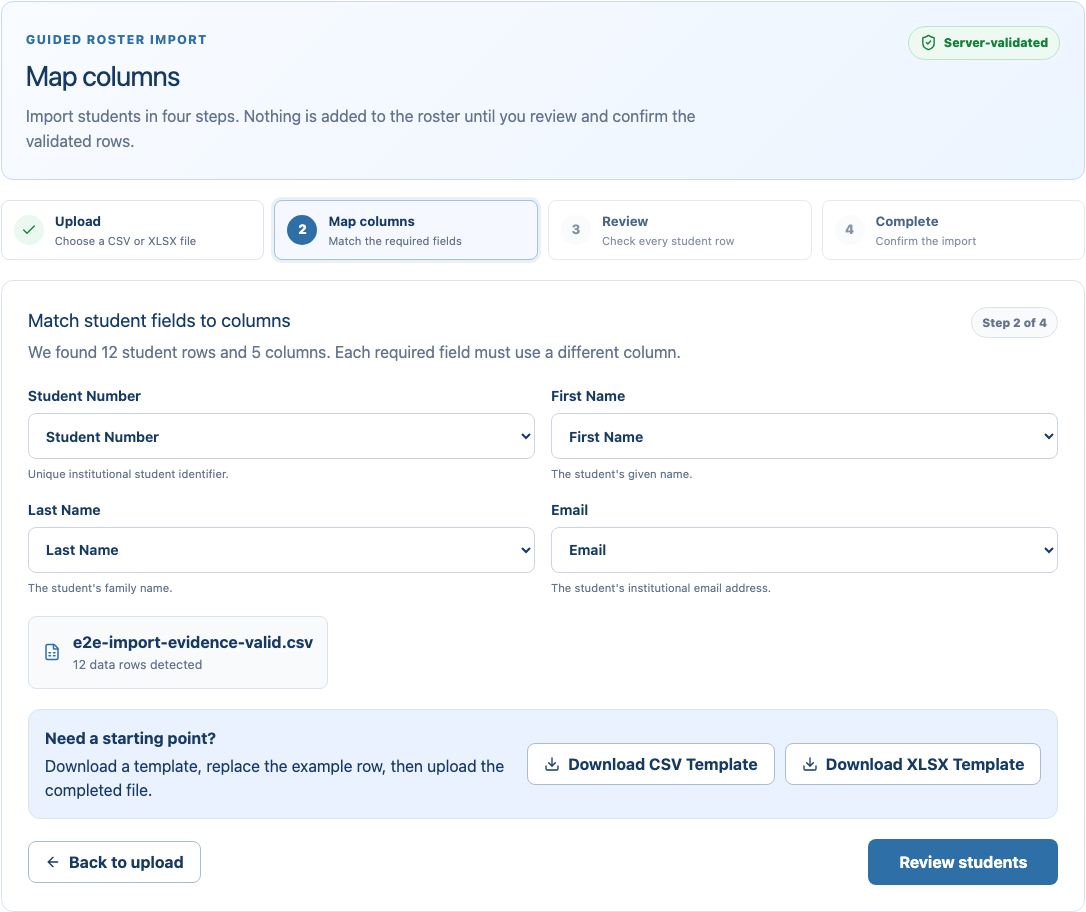 GUIDED ROSTER IMPORT
Server-validated
Map columns
Import students in four steps. Nothing is added to the roster until you review and confirm the
validated rows.
Upload
Choose a CSV or XLSX file
2
Map columns
Match the required fields
3
Review
Check every student row
4
Complete
Confirm the import
Match student fields to columns
Step 2 of 4
We found 12 student rows and 5 columns. Each required field must use a different column.
Student Number
Student Number
Unique institutional student identifier.
First Name
First Name
The student's given name.
Last Name
Last Name
The student's family name.
Email
Email
The student's institutional email address.
e2e-import-evidence-valid.csv
12 data rows detected
Need a starting point?
Download a template, replace the example row, then upload the
completed file.
Download CSV Template
Download XLSX Template
Back to upload
Review students